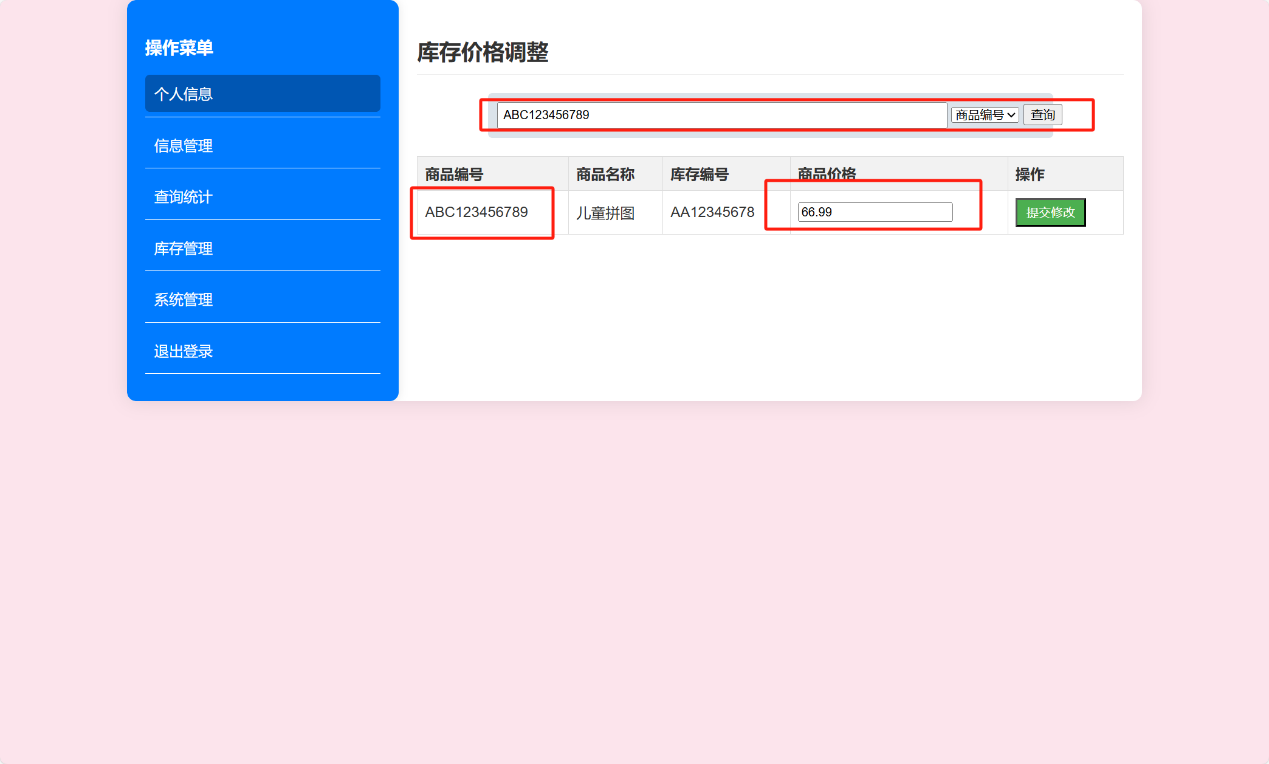 操作菜单
个人信息
信息管理
查询统计
库存管理
系统管理
退出登录
库存价格调整
ABC123456789 商品编号 查询
商品编号 商品名称 库存编号 商品价格 操作
ABC123456789 儿童拼图 AA12345678 66.99 提交修改